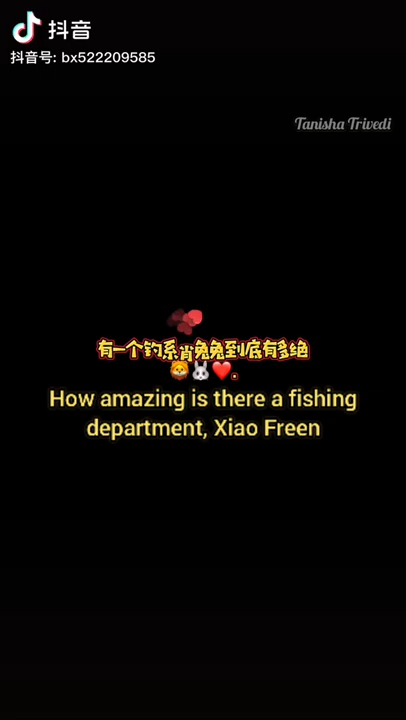 抖音
抖音号: bx522209585
Tanisha Trivedi
有一个钓系肖兔兔到底有多绝
🦁🐰❤️.
How amazing is there a fishing
department, Xiao Freen